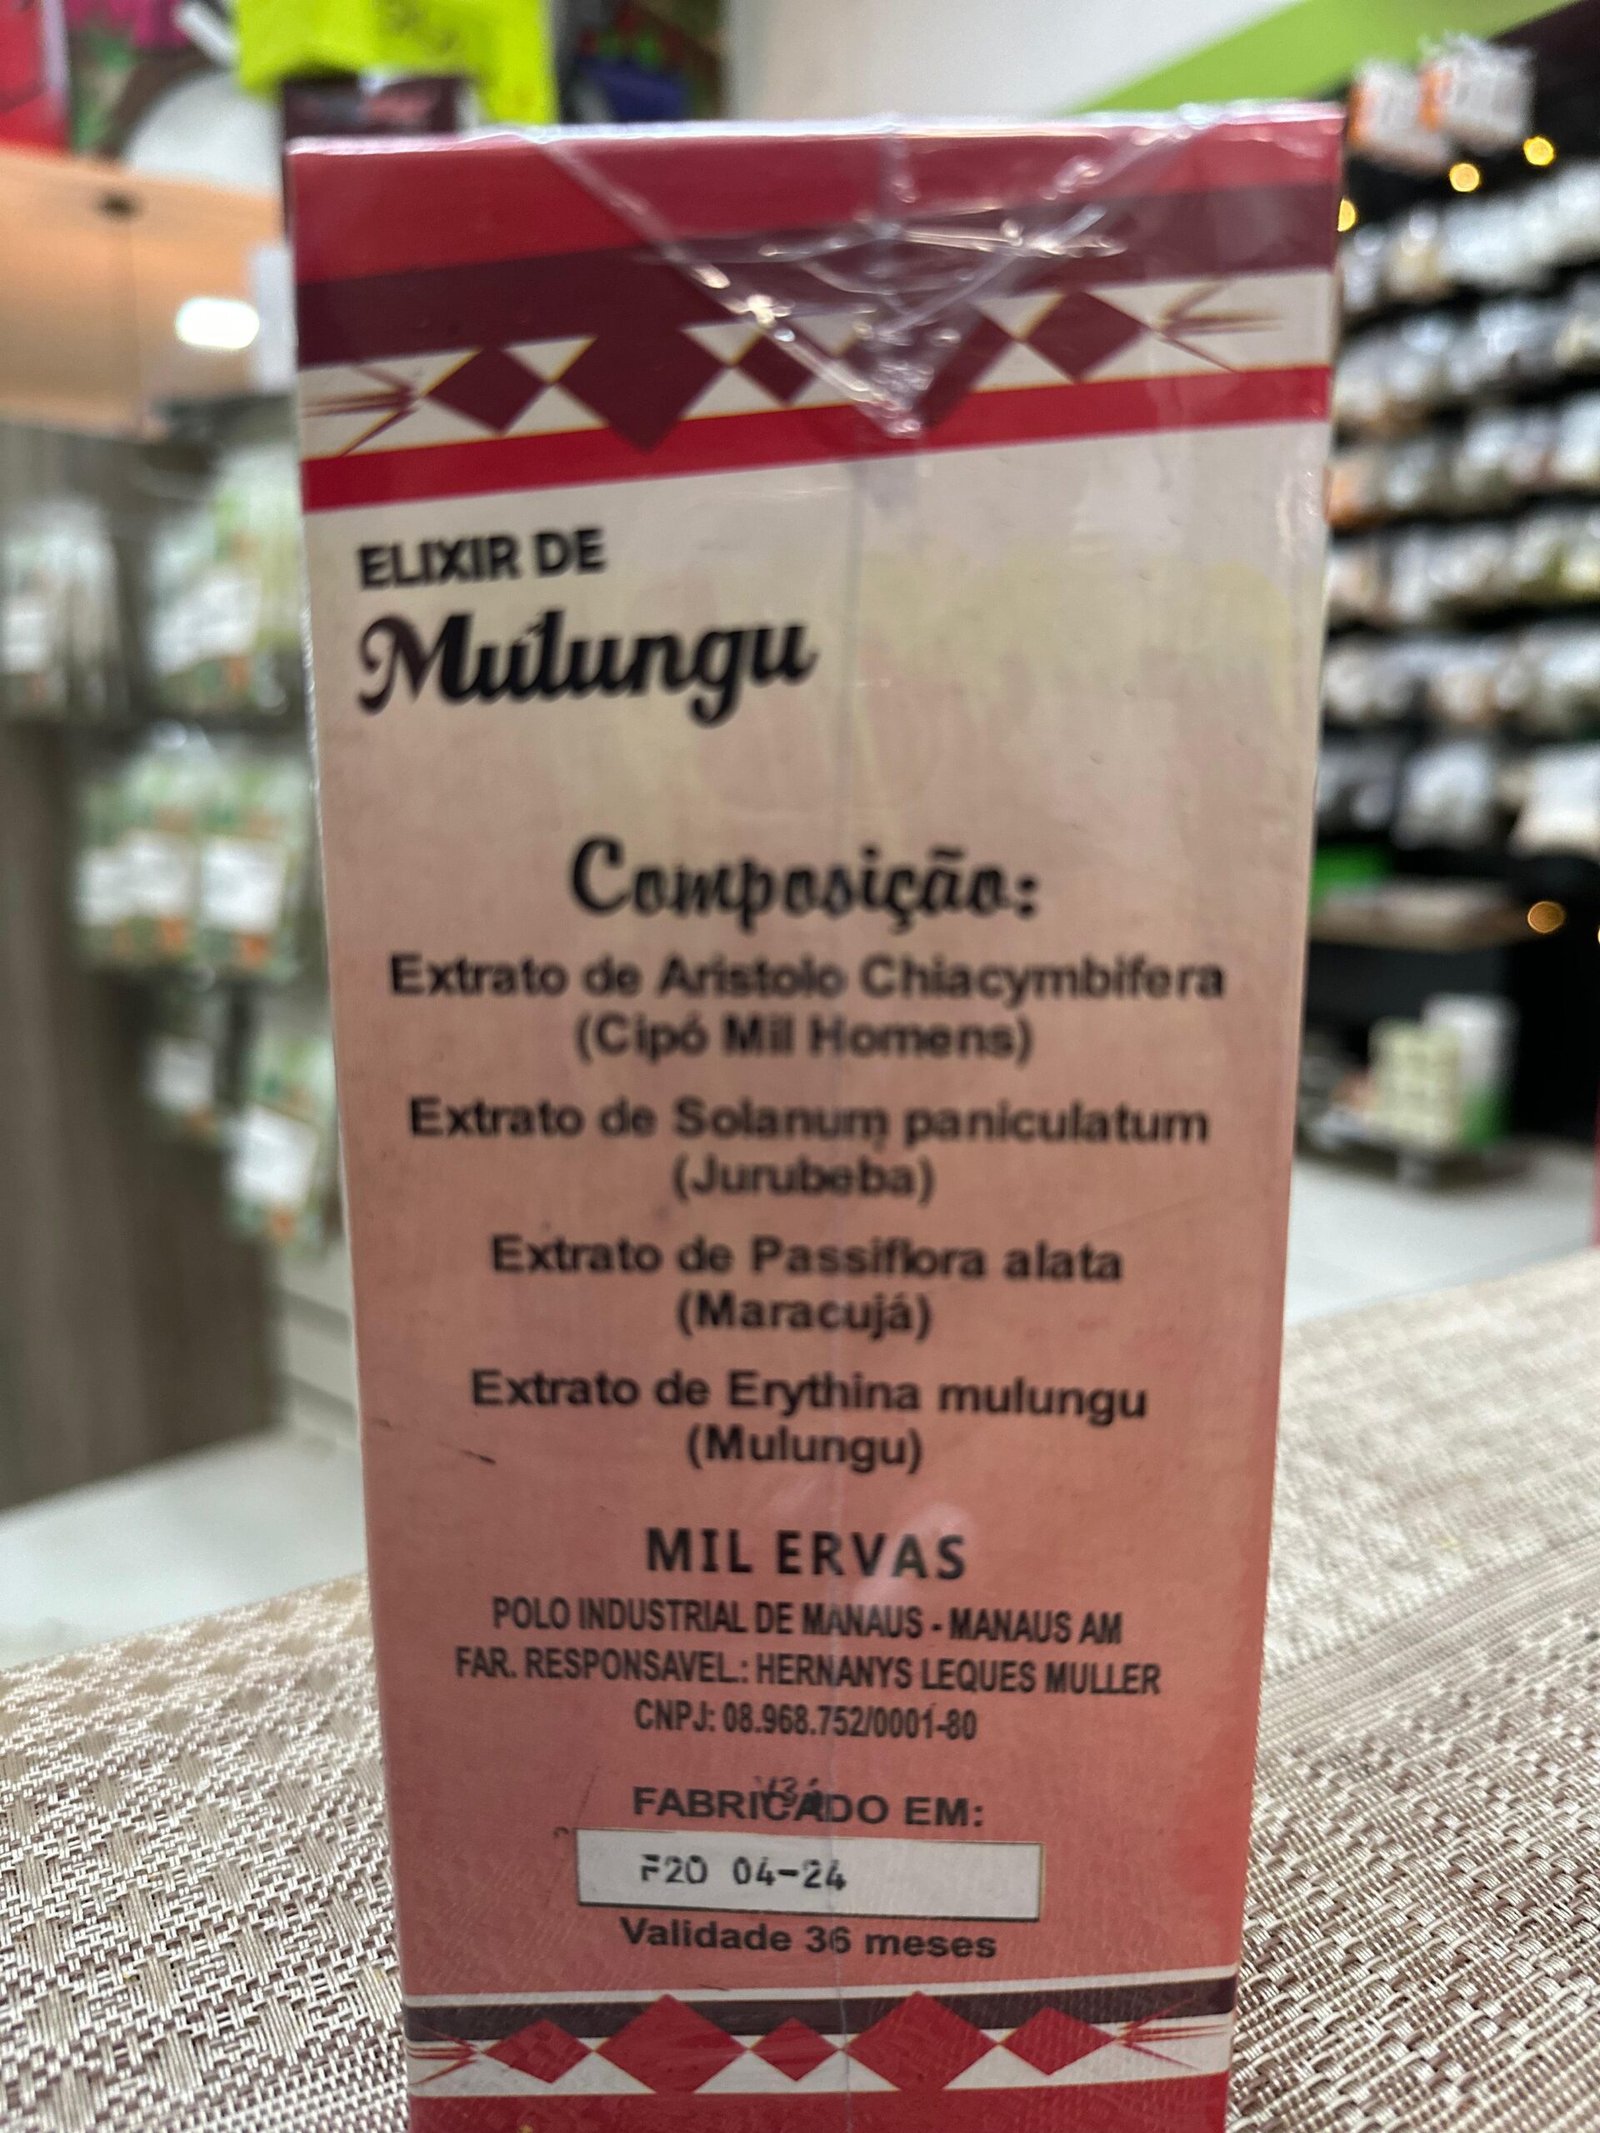 ELIXIR DE
Mulungu
Composição:
Extrato de Aristolo Chiacymbifera
(Cipó Mil Homens)
Extrato de Solanum paniculatum
(Jurubeba)
Extrato de Passiflora alata
(Maracujá)
Extrato de Erythina mulungu
(Mulungu)
MIL ERVAS
POLO INDUSTRIAL DE MANAUS - MANAUS AM
FAR. RESPONSAVEL.: HERNANYS LEQUES MULLER
CNPJ: 08.968.752/0001-80
FABRICADO EM:
F20 04-24
Validade 36 meses